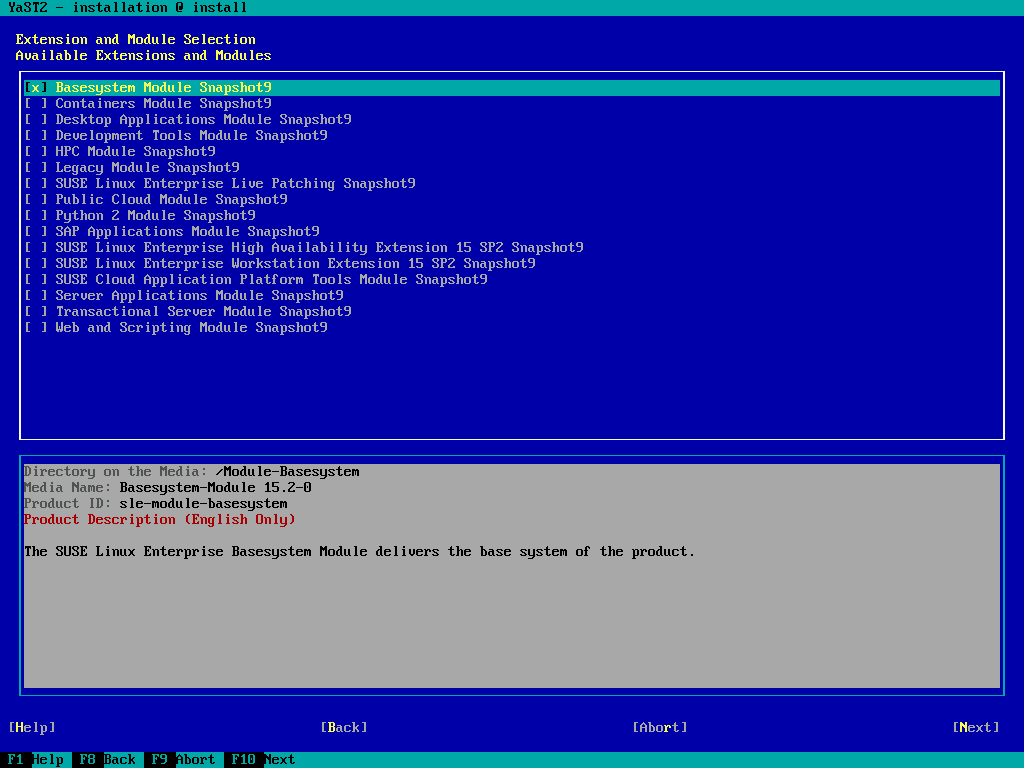 YaST2 - installation @ install
Extension and Module Selection
Available Extensions and Modules
[x] Basesystem Module Snapshot9
[ ] Containers Module Snapshot9
[ ] Desktop Applications Module Snapshot9
[ ] Development Tools Module Snapshot9
[ ] HPC Module Snapshot9
[ ] Legacy Module Snapshot9
[ ] SUSE Linux Enterprise Live Patching Snapshot9
[ ] Public Cloud Module Snapshot9
[ ] Python 2 Module Snapshot9
[ ] SAP Applications Module Snapshot9
[ ] SUSE Linux Enterprise High Availability Extension 15 SP2 Snapshot9
[ ] SUSE Linux Enterprise Workstation Extension 15 SP2 Snapshot9
[ ] SUSE Cloud Application Platform Tools Module Snapshot9
[ ] Server Applications Module Snapshot9
[ ] Transactional Server Module Snapshot9
[ ] Web and Scripting Module Snapshot9
Directory on the Media: /Module-Basesystem
Media Name: Basesystem-Module 15.2-0
Product ID: sle-module-basesystem
Product Description (English Only)
The SUSE Linux Enterprise Basesystem Module delivers the base system of the product.
[Help] [Back] [Abort] [Next]
F1 Help F8 Back F9 Abort F10 Next